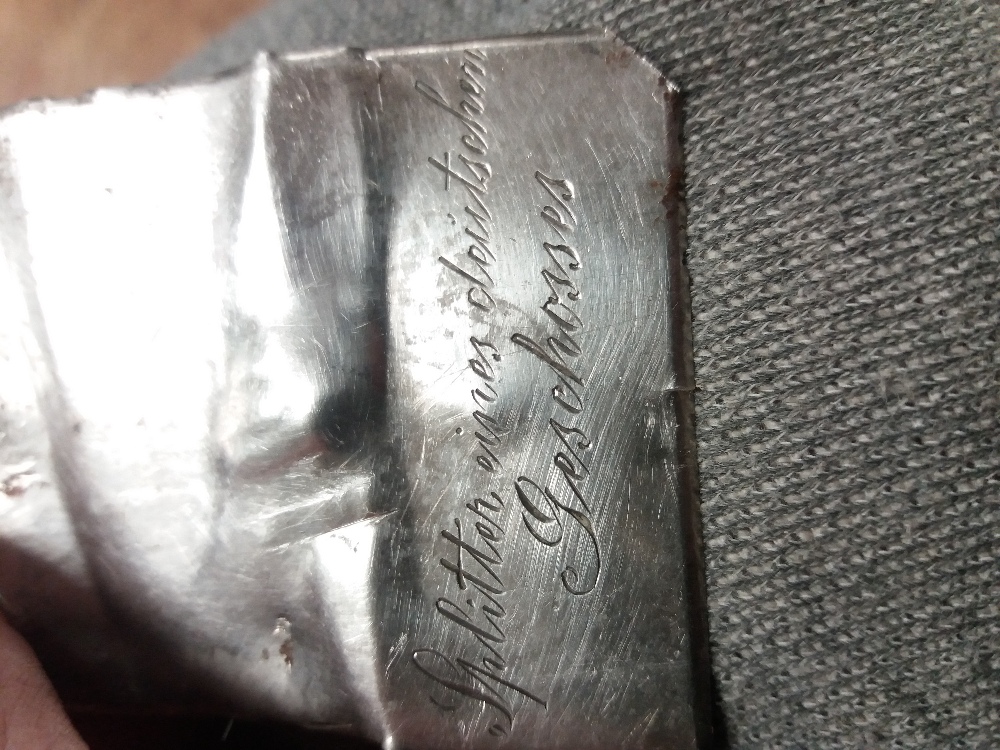 Splitter eines deutschen
Geschosses